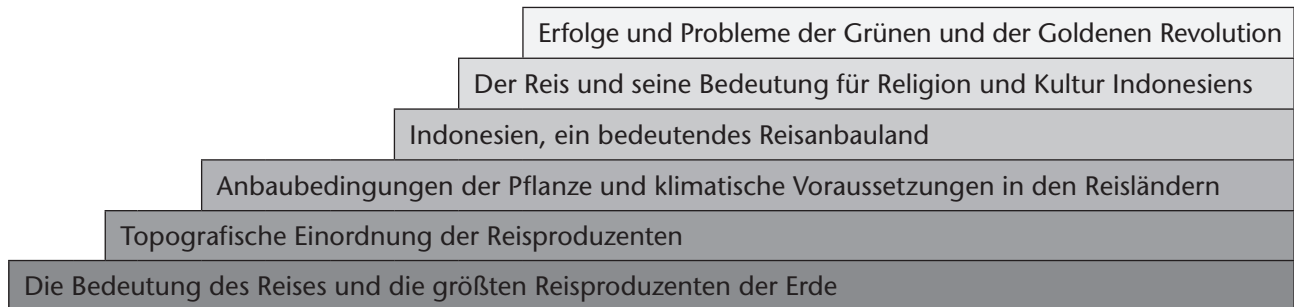 Erfolge und Probleme der Grünen und der Goldenen Revolution
Der Reis und seine Bedeutung für Religion und Kultur Indonesiens
Indonesien, ein bedeutendes Reisanbauland
Anbaubedingungen der Pflanze und klimatische Voraussetzungen in den Reisländern
Topografische Einordnung der Reisproduzenten
Die Bedeutung des Reises und die größten Reisproduzenten der Erde